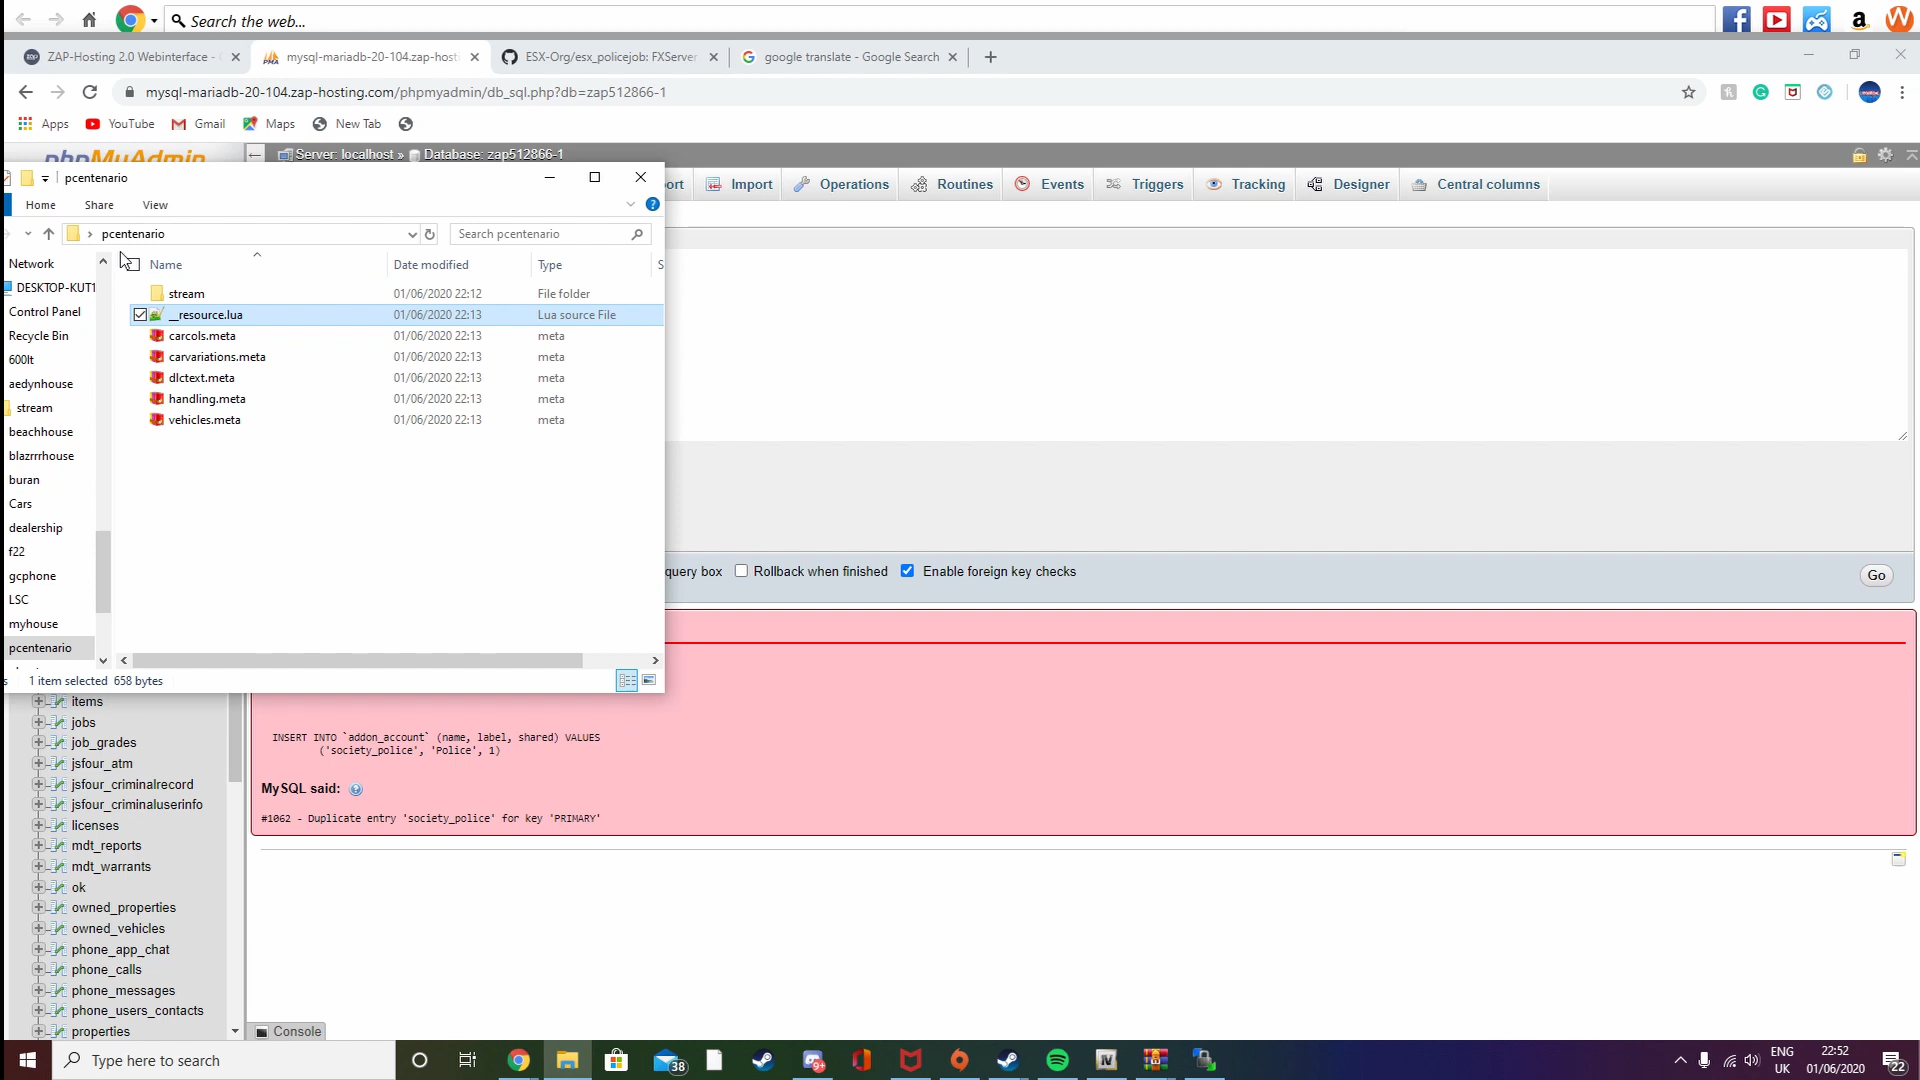 Search the web...
ZAP-Hosting 2.0 Webinterface -
mysql-mariadb-20-104.zap-hosti
ESX-Org/esx_policejob: FXServer
google translate - Google Search
mysql-mariadb-20-104.zap-hosting.com/phpmyadmin/db_sql.php?db=zap512866-1
Apps
YouTube
Gmail
Maps
New Tab
phpMyAdmin
Server: localhost » Database: zap512866-1
ort
Import
Operations
Routines
Events
Triggers
Tracking
Designer
Central columns
pcentenario
Home
Share
View
pcentenario
Search pcentenario
Name
Date modified
Type
S
Network
DESKTOP-KUT1
Control Panel
Recycle Bin
600lt
aedynhouse
stream
beachhouse
blazrrrhouse
buran
Cars
dealership
f22
gcphone
LSC
myhouse
pcentenario
stream 01/06/2020 22:12 File folder
__resource.lua 01/06/2020 22:13 Lua source File
carcols.meta 01/06/2020 22:13 meta
carvariations.meta 01/06/2020 22:13 meta
dlctext.meta 01/06/2020 22:13 meta
handling.meta 01/06/2020 22:13 meta
vehicles.meta 01/06/2020 22:13 meta
s 1 item selected 658 bytes
query box
Rollback when finished
Enable foreign key checks
Go
INSERT INTO `addon_account` (name, label, shared) VALUES
('society_police', 'Police', 1)
MySQL said:
#1062 - Duplicate entry 'society_police' for key 'PRIMARY'
items
jobs
job_grades
jsfour_atm
jsfour_criminalrecord
jsfour_criminaluserinfo
licenses
mdt_reports
mdt_warrants
ok
owned_properties
owned_vehicles
phone_app_chat
phone_calls
phone_messages
phone_users_contacts
properties
Console
Type here to search
38
9+
IV
ENG
UK
22:52
01/06/2020
22